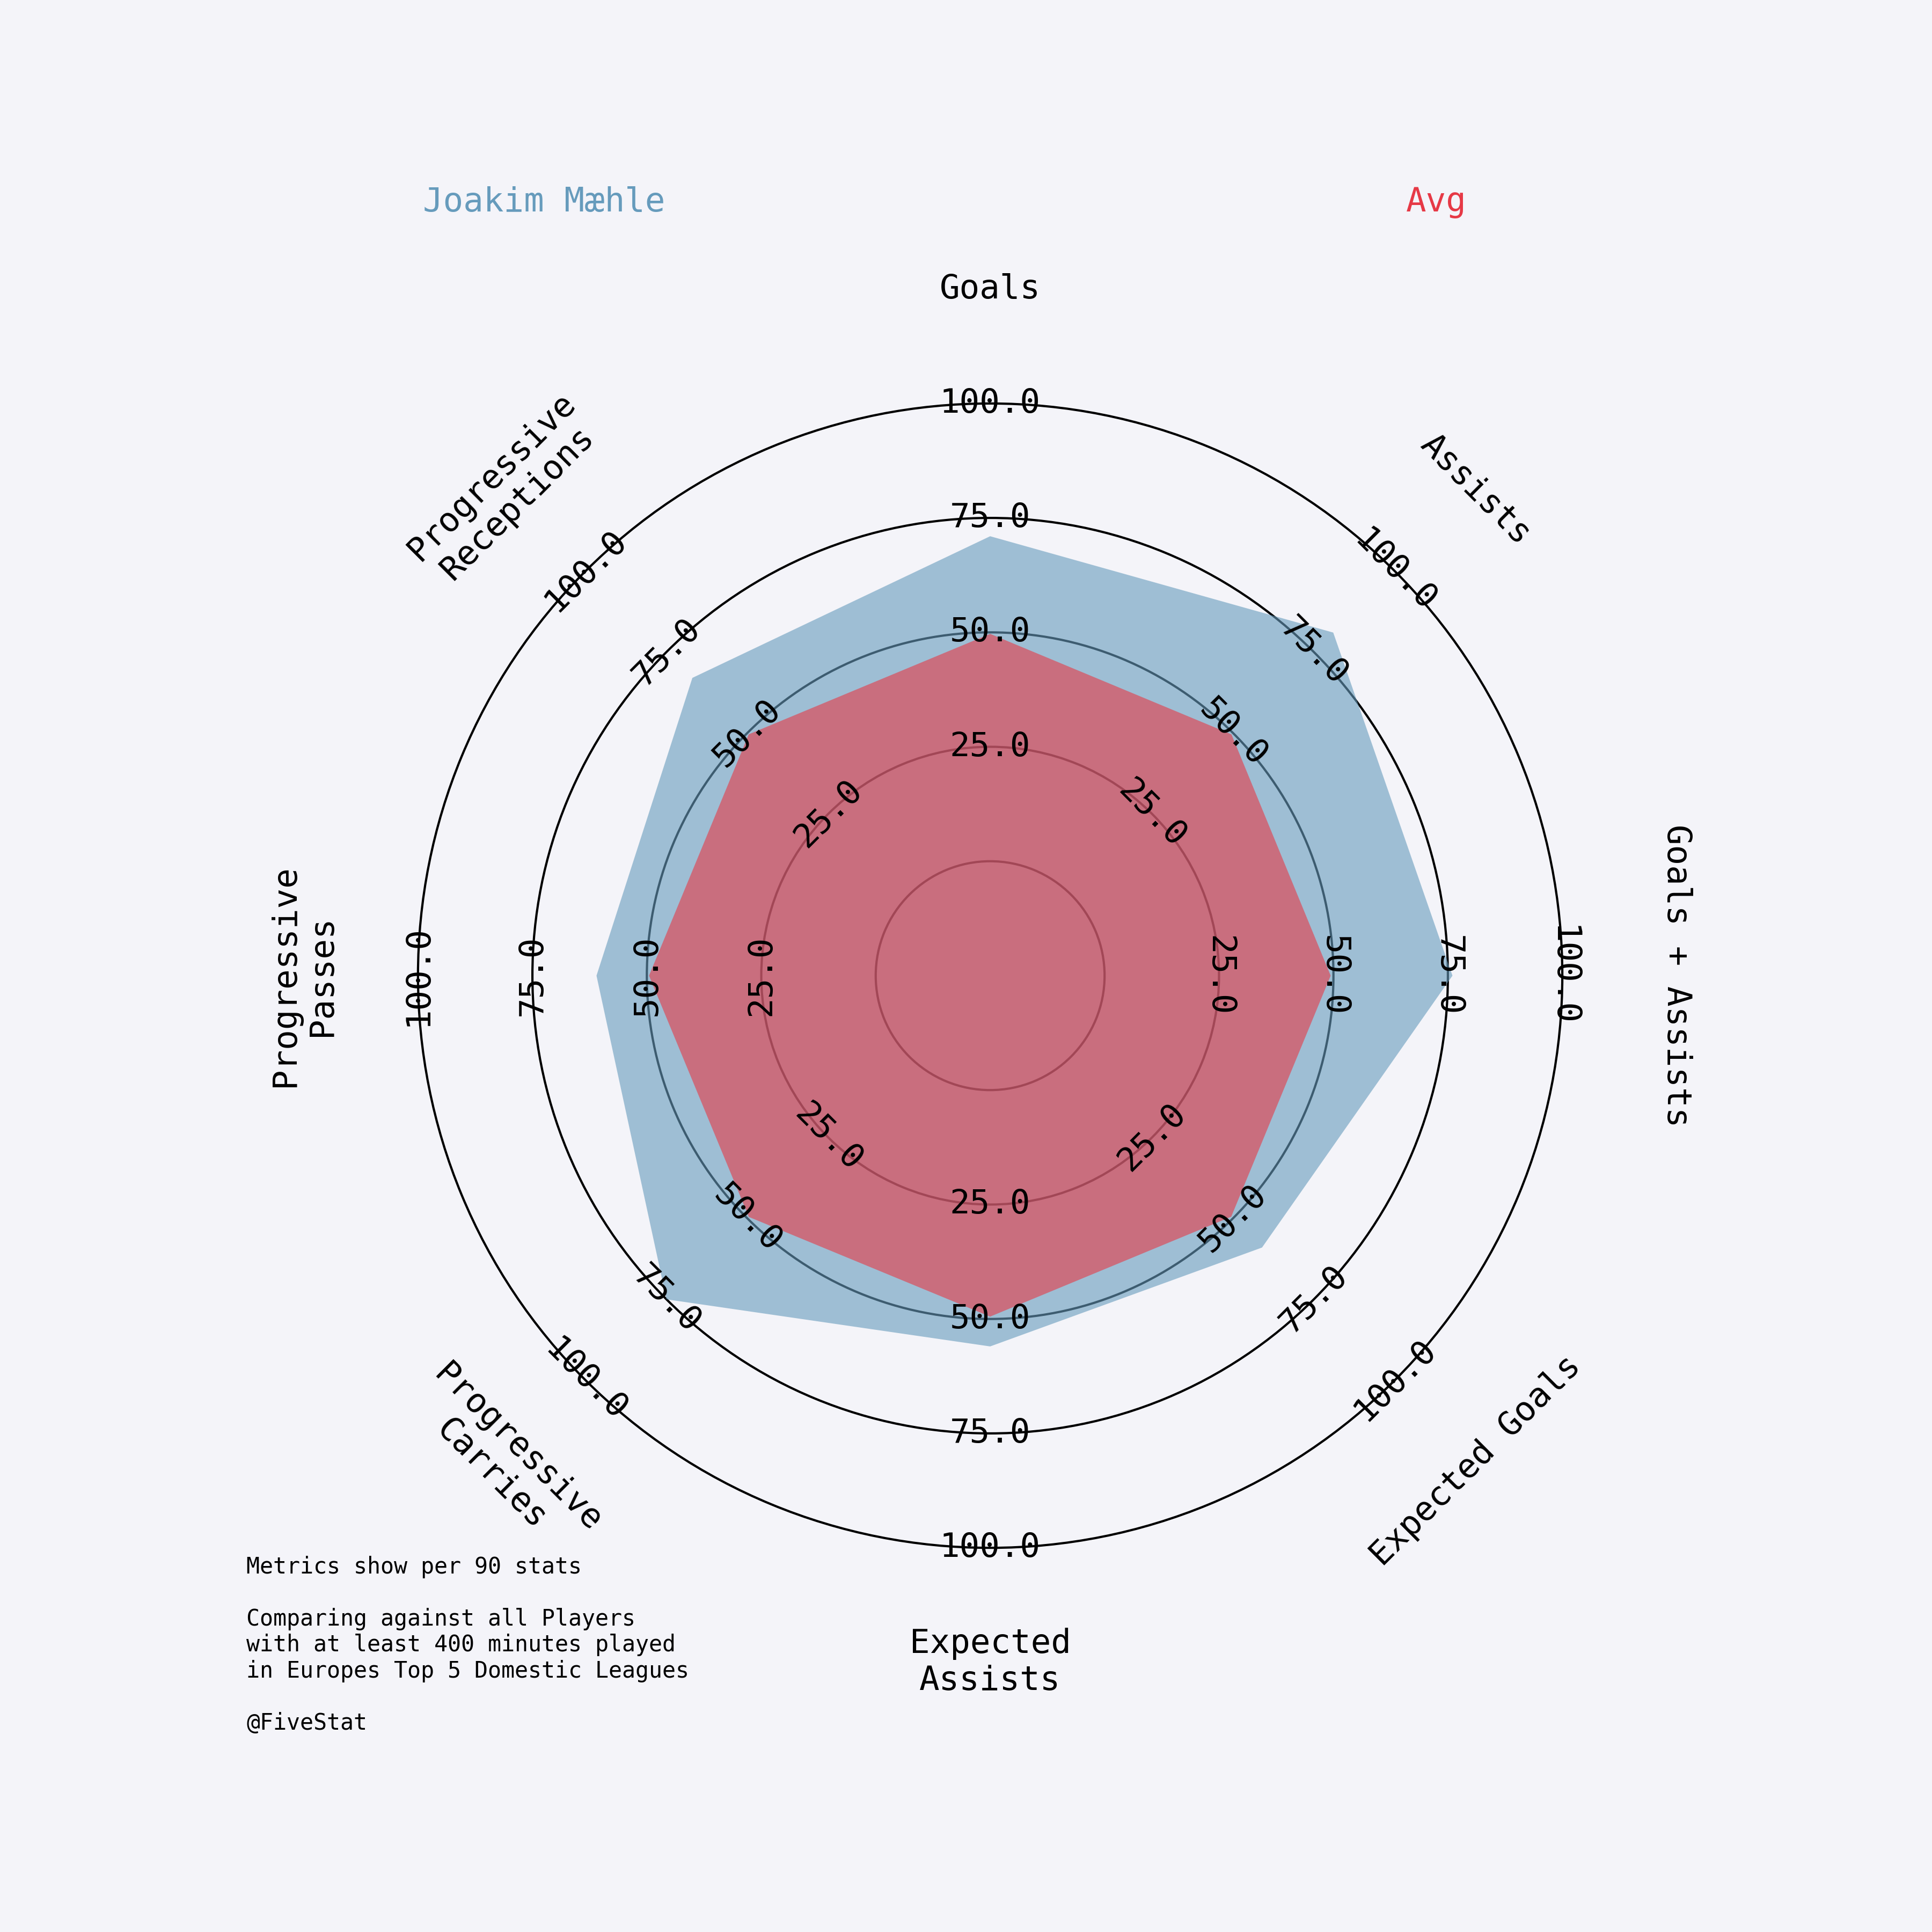 Joakim Mæhle
Avg
Goals
Assists
Goals + Assists
Expected Goals
Expected
Assists
Progressive
Carries
Progressive
Passes
Progressive
Receptions
25.0
50.0
75.0
100.0
25.0
50.0
75.0
100.0
25.0
50.0
75.0
100.0
25.0
50.0
75.0
100.0
25.0
50.0
75.0
100.0
25.0
50.0
75.0
100.0
25.0
50.0
75.0
100.0
25.0
50.0
75.0
100.0
Metrics show per 90 stats
Comparing against all Players
with at least 400 minutes played
in Europes Top 5 Domestic Leagues
@FiveStat